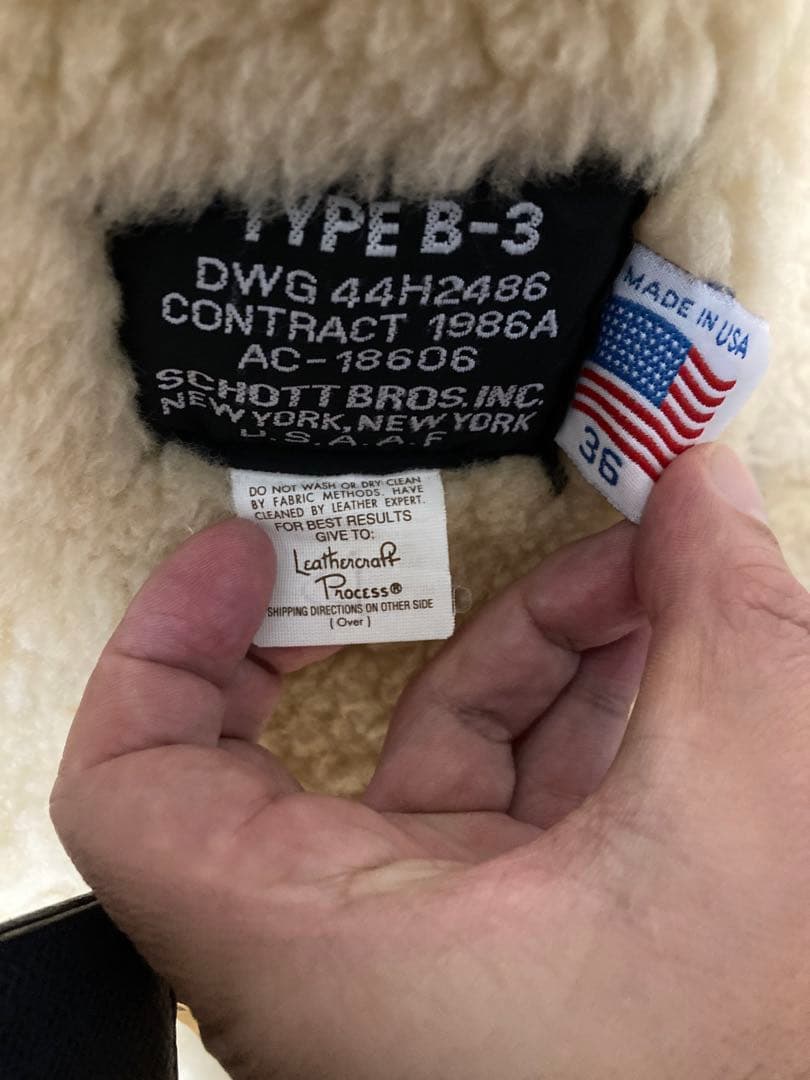 TYPE B-3
DWG 44H2486
CONTRACT 1986A
AC-18606
SCHOTT BROS. INC.
NEW YORK, NEW YORK
U.S.A.A.F
MADE IN USA
36
DO NOT WASH OR DRY CLEAN
BY FABRIC METHODS. HAVE
CLEANED BY LEATHER EXPERT.
FOR BEST RESULTS
GIVE TO:
Leathercraft
Process®
SHIPPING DIRECTIONS ON OTHER SIDE
(Over)